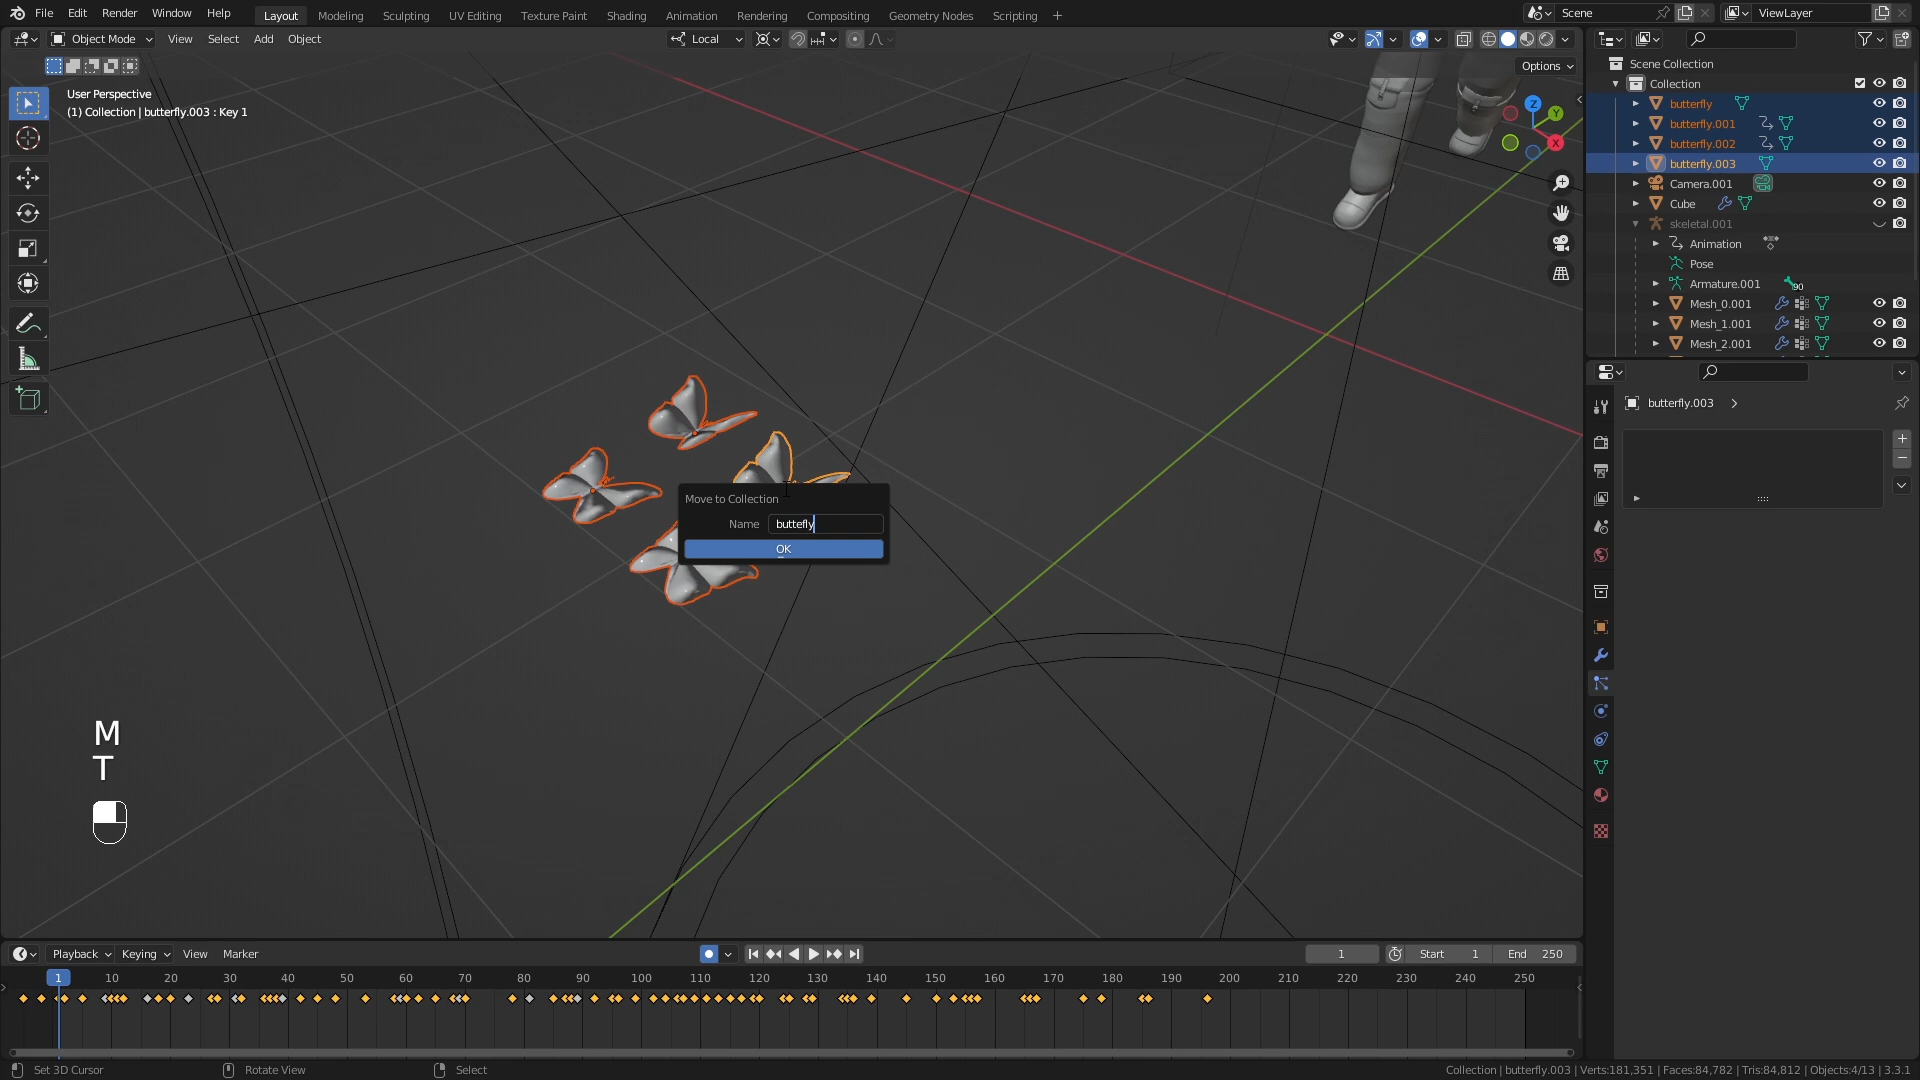 File Edit Render Window Help
Layout Modeling Sculpting UV Editing Texture Paint Shading Animation Rendering Compositing Geometry Nodes Scripting +
Scene
ViewLayer
Object Mode View Select Add Object
Local
Options
User Perspective
(1) Collection | butterfly.003 : Key 1
Z
Y
X
Scene Collection
Collection
butterfly
butterfly.001
butterfly.002
butterfly.003
Camera.001
Cube
skeletal.001
Animation
Pose
Armature.001
90
Mesh_0.001
Mesh_1.001
Mesh_2.001
butterfly.003
Move to Collection
Name buttefly
OK
M
T
Playback Keying View Marker
1
Start 1
End 250
1 10 20 30 40 50 60 70 80 90 100 110 120 130 140 150 160 170 180 190 200 210 220 230 240 250
Set 3D Cursor
Rotate View
Select
Collection | butterfly.003 | Verts:181,351 | Faces:84,782 | Tris:84,812 | Objects:4/13 | 3.3.1